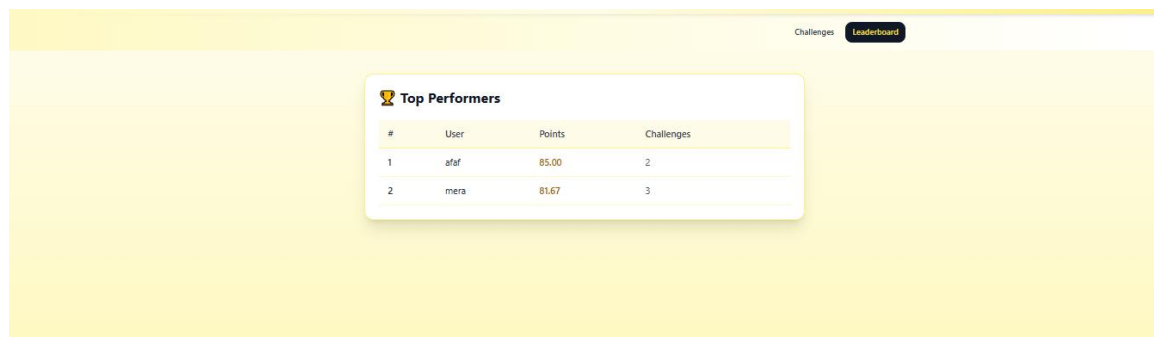 Challenges Leaderboard
🏆 Top Performers
# User Points Challenges
1 afaf 85.00 2
2 mera 81.67 3